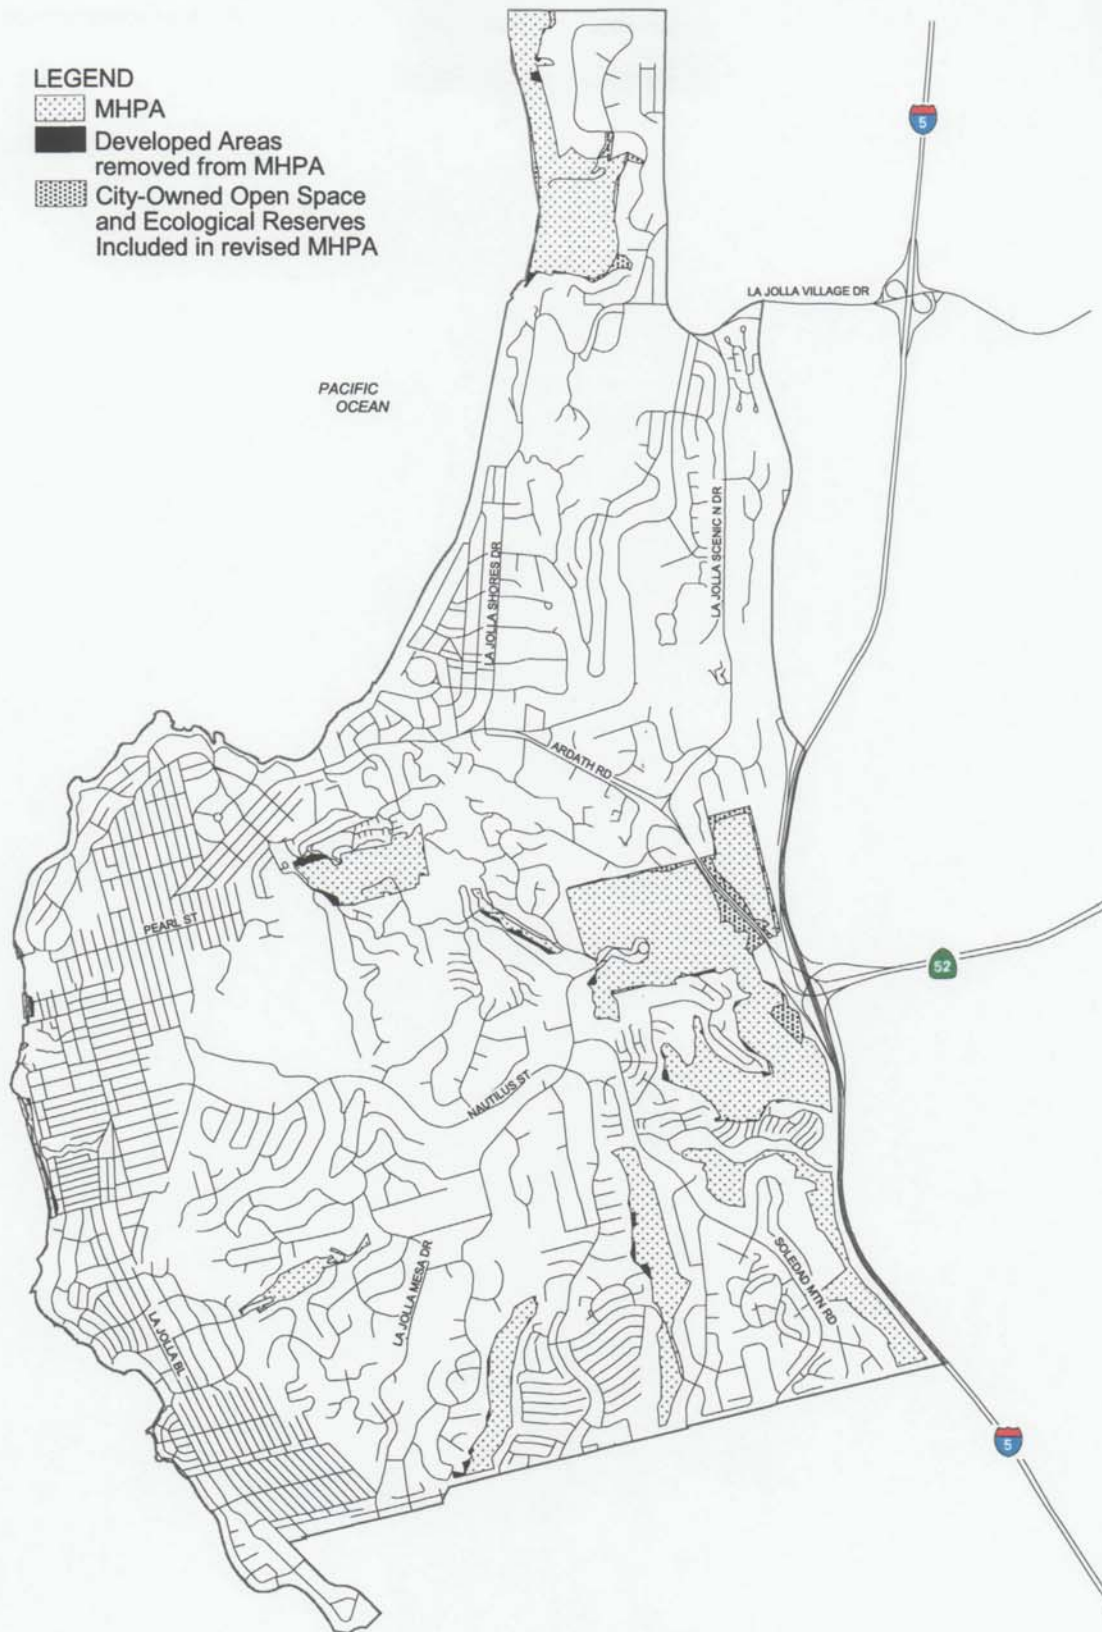 LEGEND
MHPA
Developed Areas
removed from MHPA
City-Owned Open Space
and Ecological Reserves
Included in revised MHPA
5
LA JOLLA VILLAGE DR
PACIFIC
OCEAN
LA JOLLA SHORES DR
LA JOLLA SCENIC N DR
ARDATH RD
PEARL ST
52
NAUTILUS ST
SOLEDAD MTN RD
LA JOLLA MESA DR
LA JOLLA BL
5